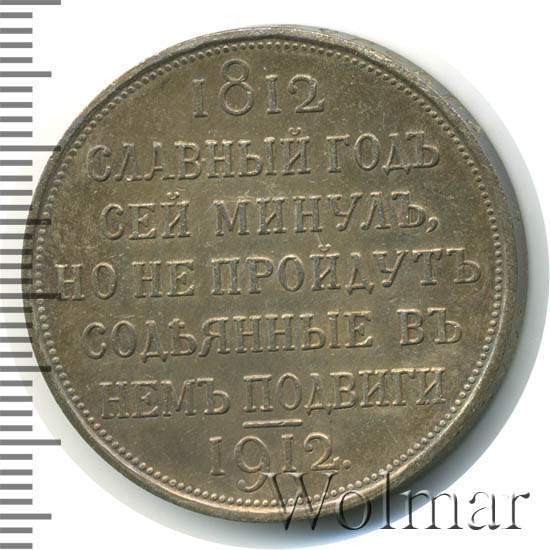 1812
СЛАВНЫЙ ГОДЪ
СЕЙ МИНУЛЪ,
НО НЕ ПРОЙДУТЪ
СОДѢЯННЫЕ ВЪ
НЕМЪ ПОДВИГИ
1912.
Wolmar